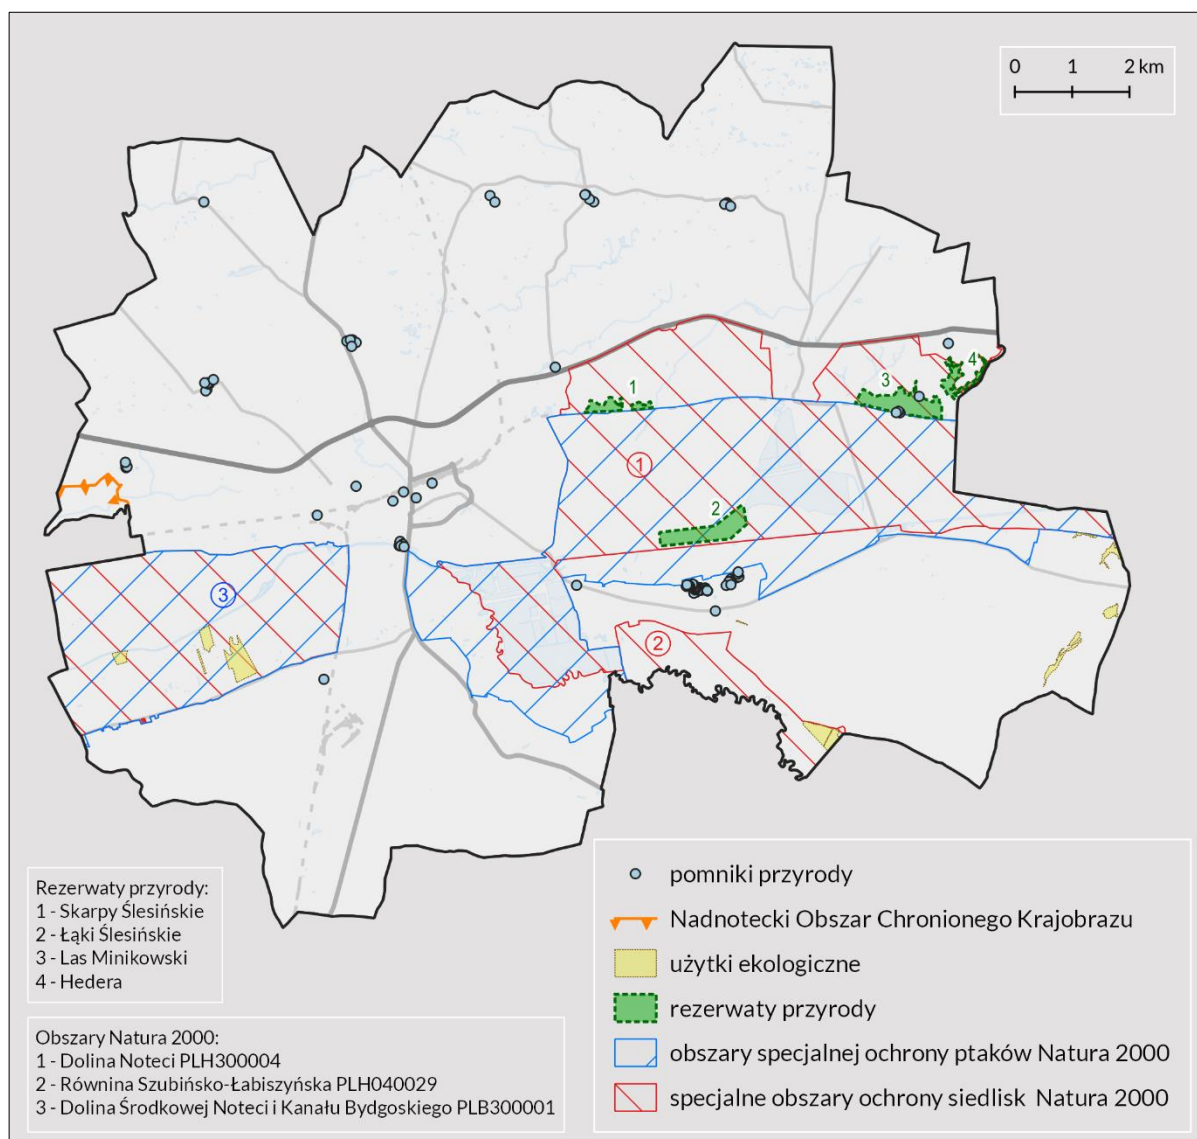 0 1 2 km
1
3
4
1
2
3
2
Rezerwaty przyrody:
1 - Skarpy Ślesińskie
2 - Łąki Ślesińskie
3 - Las Minikowski
4 - Hedera
Obszary Natura 2000:
1 - Dolina Noteci PLH300004
2 - Równina Szubińsko-Łabiszyńska PLH040029
3 - Dolina Środkowej Noteci i Kanału Bydgoskiego PLB300001
pomniki przyrody
Nadnotecki Obszar Chronionego Krajobrazu
użytki ekologiczne
rezerwaty przyrody
obszary specjalnej ochrony ptaków Natura 2000
specjalne obszary ochrony siedlisk Natura 2000